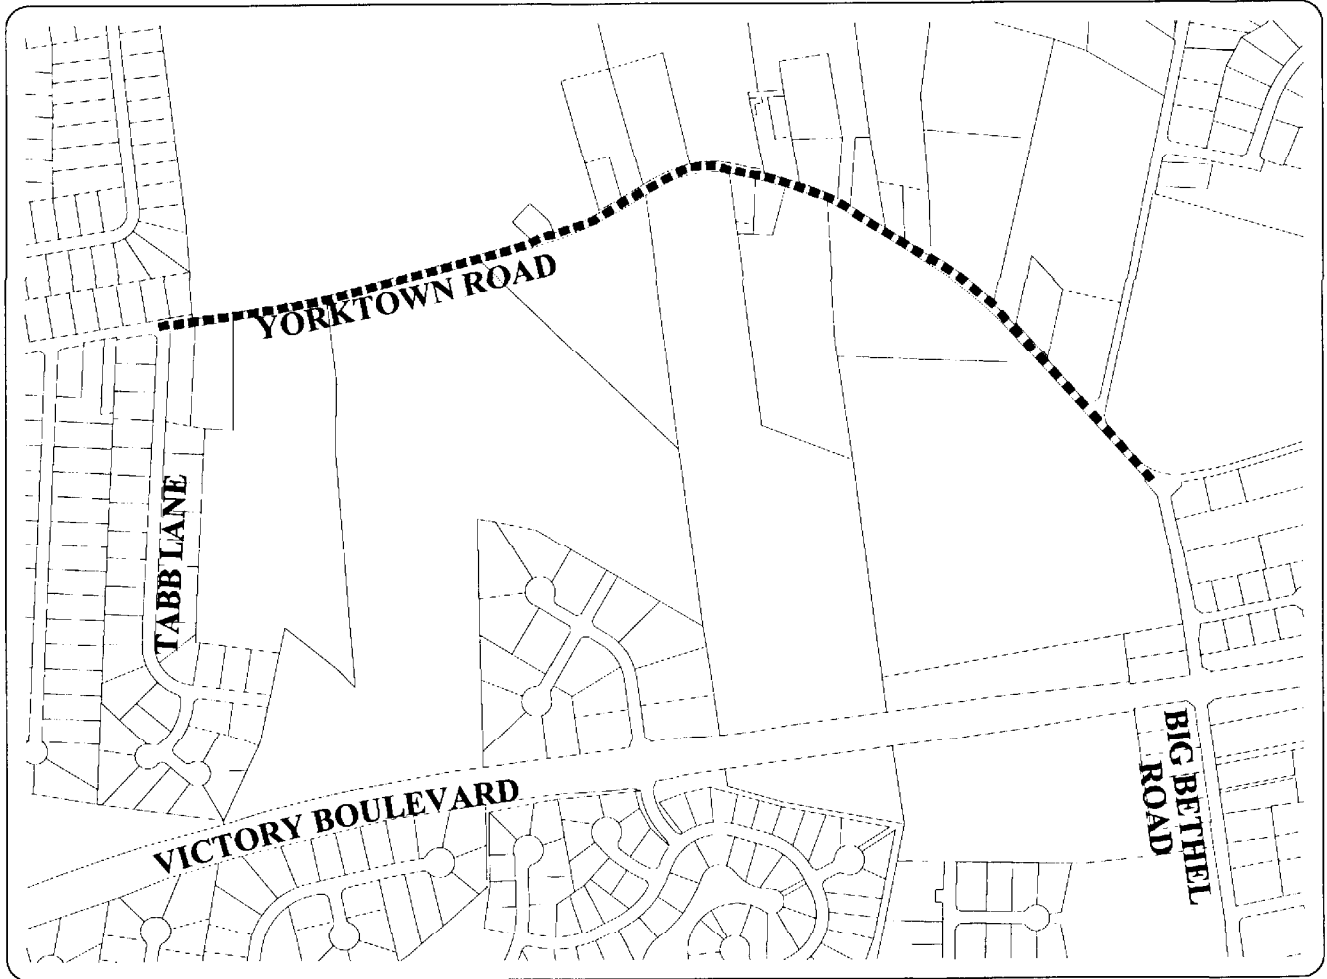 YORKTOWN ROAD
TABB LANE
VICTORY BOULEVARD
BIG BETHEL
ROAD